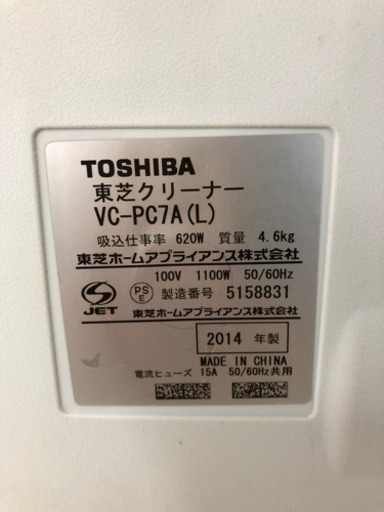 TOSHIBA
東芝クリーナー
VC-PC7A(L)
吸込仕事率 620W 質量 4.6kg
東芝ホームアプライアンス株式会社
100V 1100W 50/60Hz
S JET PSE 製造番号 5158831
東芝ホームアプライアンス株式会社
2014 年製
MADE IN CHINA
電流ヒューズ 15A 50/60Hz共用